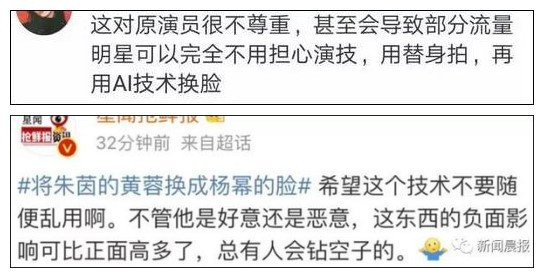 这对原演员很不尊重，甚至会导致部分流量
明星可以完全不用担心演技，用替身拍，再
用AI技术换脸
星闻
抢鲜报
星闻抢鲜报
32分钟前 来自超话
#将朱茵的黄蓉换成杨幂的脸# 希望这个技术不要随
便乱用啊。不管他是好意还是恶意，这东西的负面影
响可比正面高多了，总有人会钻空子的。
新闻晨报